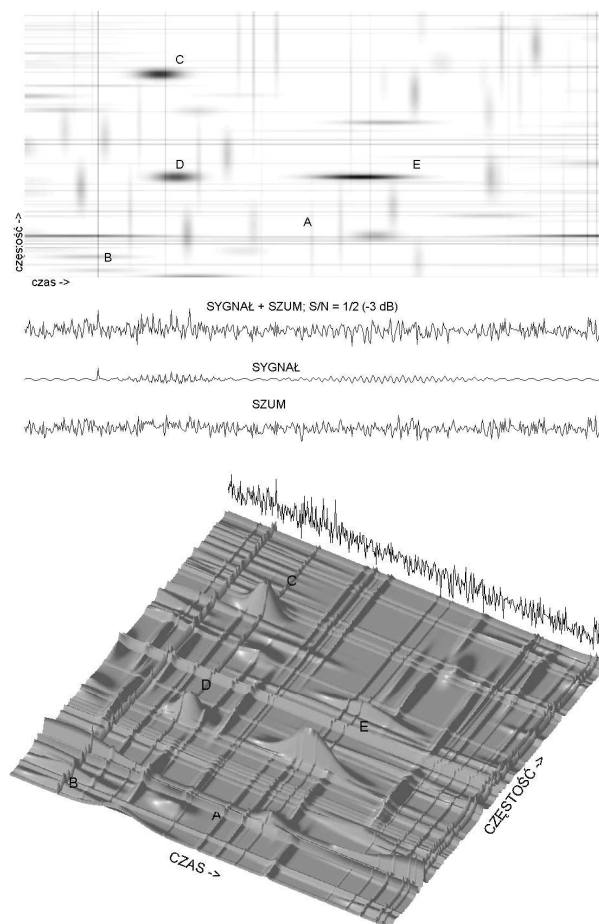 C
D
E
A
B
częstość ->
czas ->
SYGNAŁ + SZUM; S/N = 1/2 (-3 dB)
SYGNAŁ
SZUM
C
D
E
B
A
CZAS ->
CZĘSTOŚĆ ->